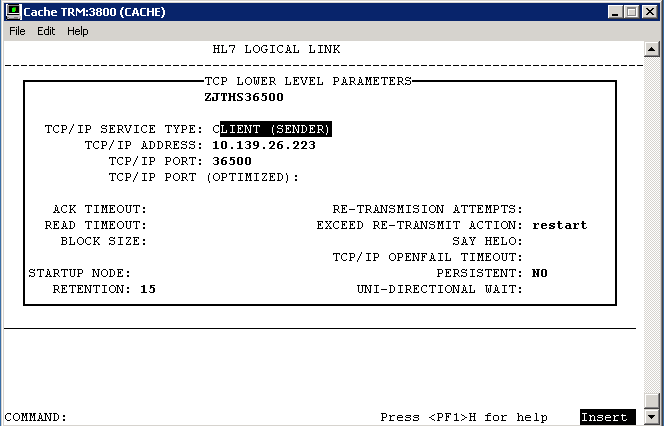 Cache TRM:3800 (CACHE)
File Edit Help
HL7 LOGICAL LINK
TCP LOWER LEVEL PARAMETERS
ZJTHS36500
TCP/IP SERVICE TYPE: CLIENT (SENDER)
TCP/IP ADDRESS: 10.139.26.223
TCP/IP PORT: 36500
TCP/IP PORT (OPTIMIZED):
ACK TIMEOUT: RE-TRANSMISION ATTEMPTS:
READ TIMEOUT: EXCEED RE-TRANSMIT ACTION: restart
BLOCK SIZE: SAY HELO:
TCP/IP OPENFAIL TIMEOUT:
STARTUP NODE: PERSISTENT: NO
RETENTION: 15 UNI-DIRECTIONAL WAIT:
COMMAND: Press <PF1>H for help Insert